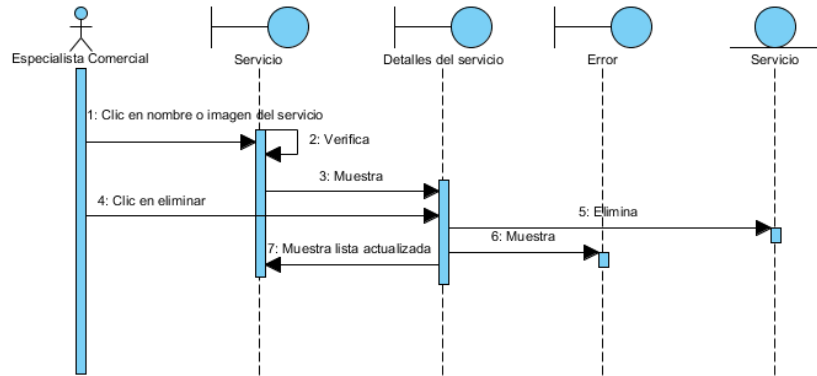 Especialista Comercial
Servicio
Detalles del servicio
Error
Servicio
1: Clic en nombre o imagen del servicio
2: Verifica
3: Muestra
4: Clic en eliminar
5: Elimina
6: Muestra
7: Muestra lista actualizada